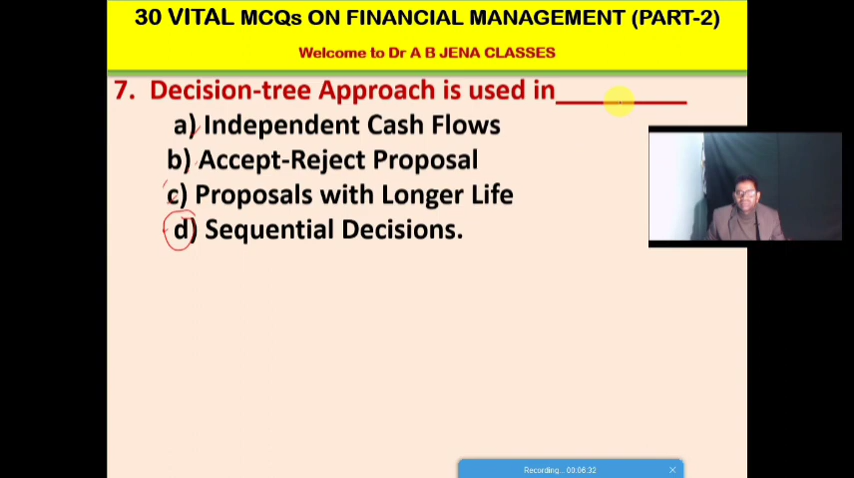 30 VITAL MCQs ON FINANCIAL MANAGEMENT (PART-2)
Welcome to Dr A B JENA CLASSES
7. Decision-tree Approach is used in__________
a) Independent Cash Flows
b) Accept-Reject Proposal
c) Proposals with Longer Life
d) Sequential Decisions.
Recording... 00:06:32